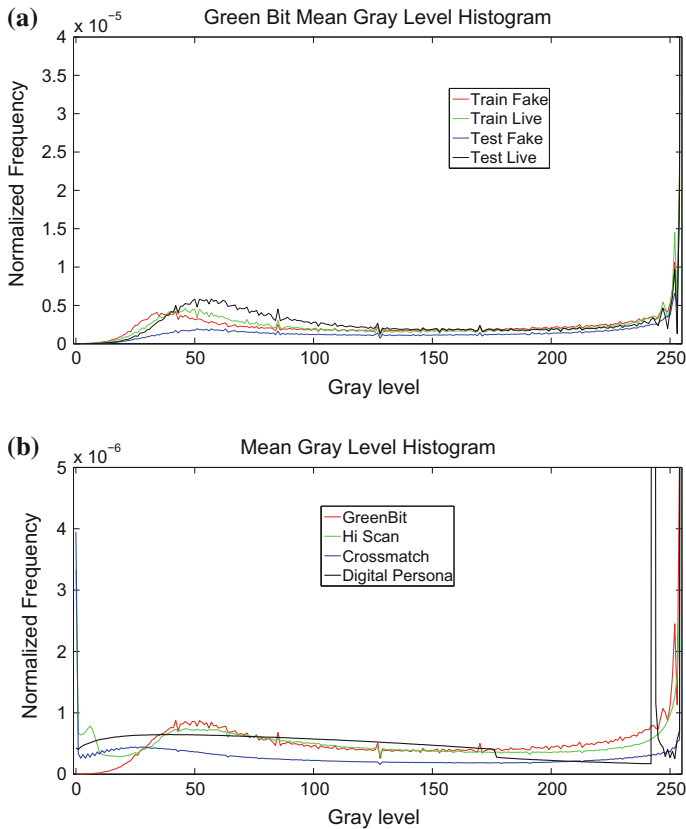 (a)
Green Bit Mean Gray Level Histogram
x 10⁻⁵
4
3.5
3
2.5
2
1.5
1
0.5
0
Normalized Frequency
Train Fake
Train Live
Test Fake
Test Live
0 50 100 150 200 250
Gray level
(b)
Mean Gray Level Histogram
x 10⁻⁶
5
4
3
2
1
0
Normalized Frequency
GreenBit
Hi Scan
Crossmatch
Digital Persona
0 50 100 150 200 250
Gray level